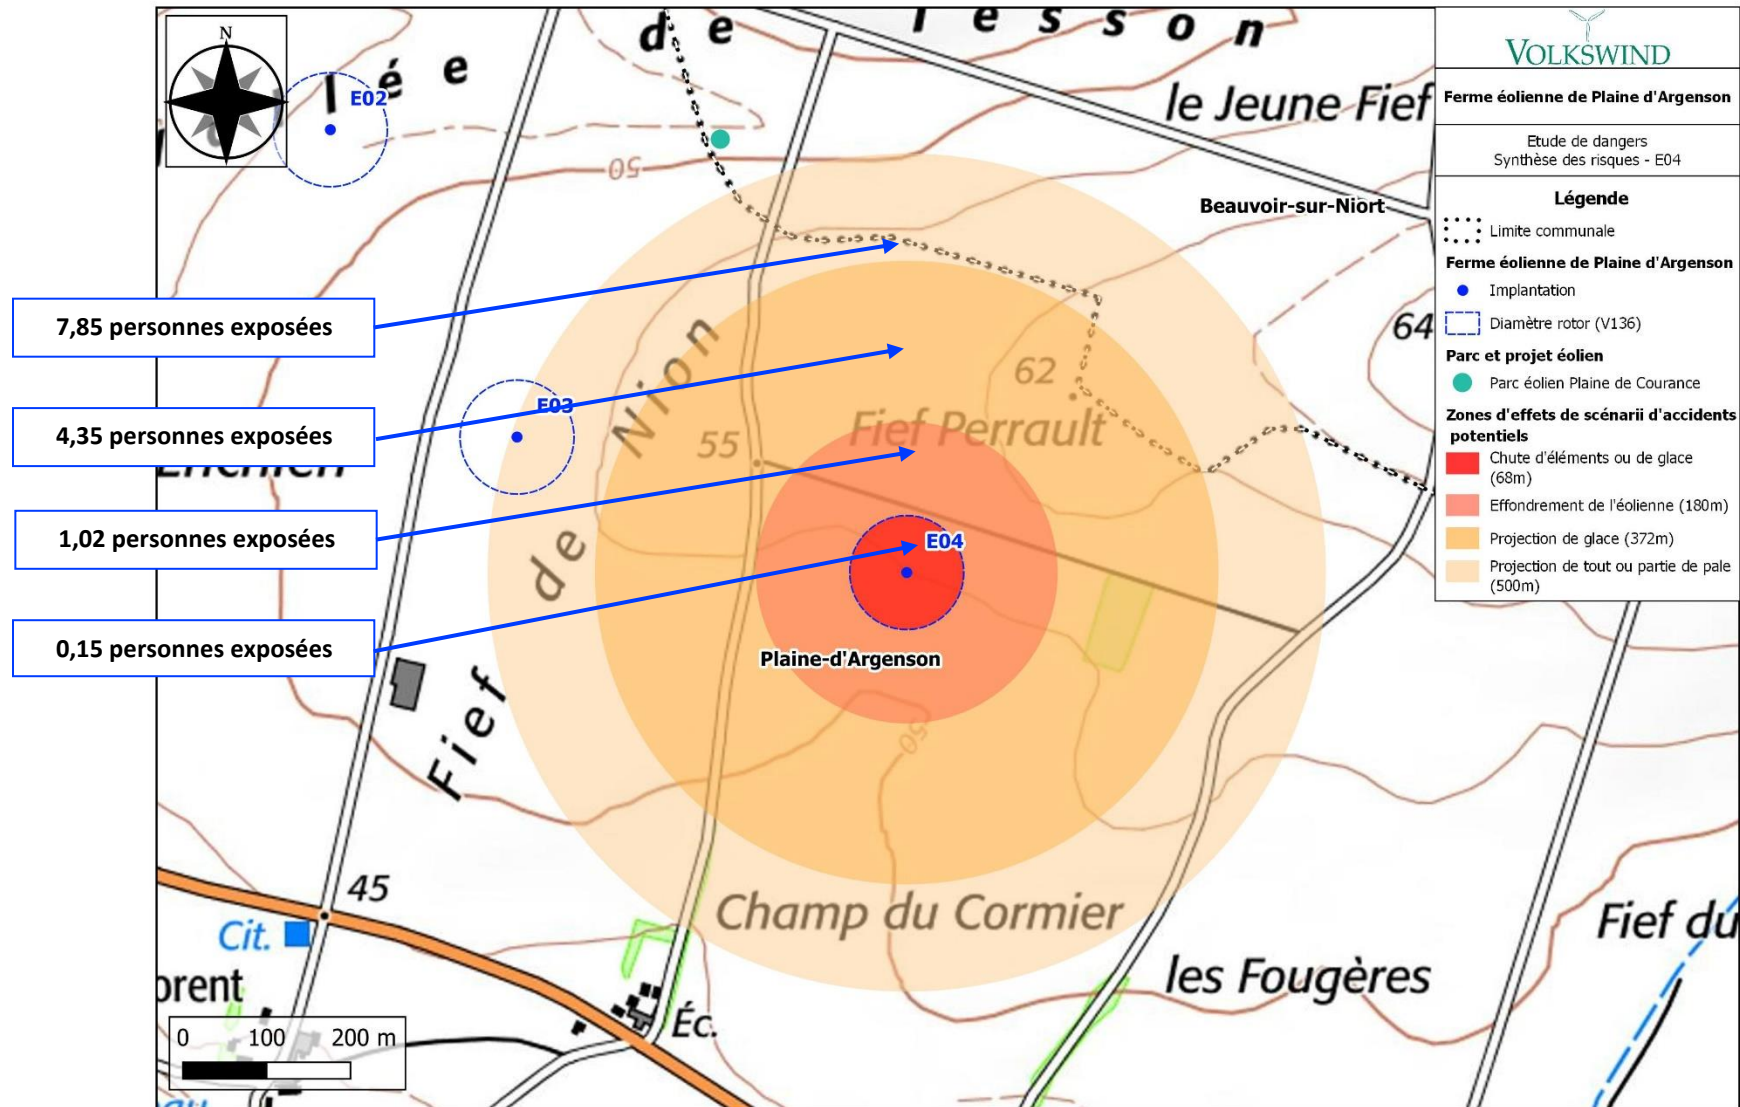 N
lée de Tesson
E02
50
le Jeune Fief
Beauvoir-sur-Niort
64
62
7,85 personnes exposées
4,35 personnes exposées
1,02 personnes exposées
0,15 personnes exposées
E03
Fief de Nion
55
Fief Perrault
E04
Plaine-d'Argenson
50
45
Cit.
Champ du Cormier
Fief du
les Fougères
orent
Éc.
0 100 200 m
VOLKSWIND
Ferme éolienne de Plaine d'Argenson
Etude de dangers
Synthèse des risques - E04
Légende
Limite communale
Ferme éolienne de Plaine d'Argenson
Implantation
Diamètre rotor (V136)
Parc et projet éolien
Parc éolien Plaine de Courance
Zones d'effets de scénarii d'accidents
potentiels
Chute d'éléments ou de glace
(68m)
Effondrement de l'éolienne (180m)
Projection de glace (372m)
Projection de tout ou partie de pale
(500m)